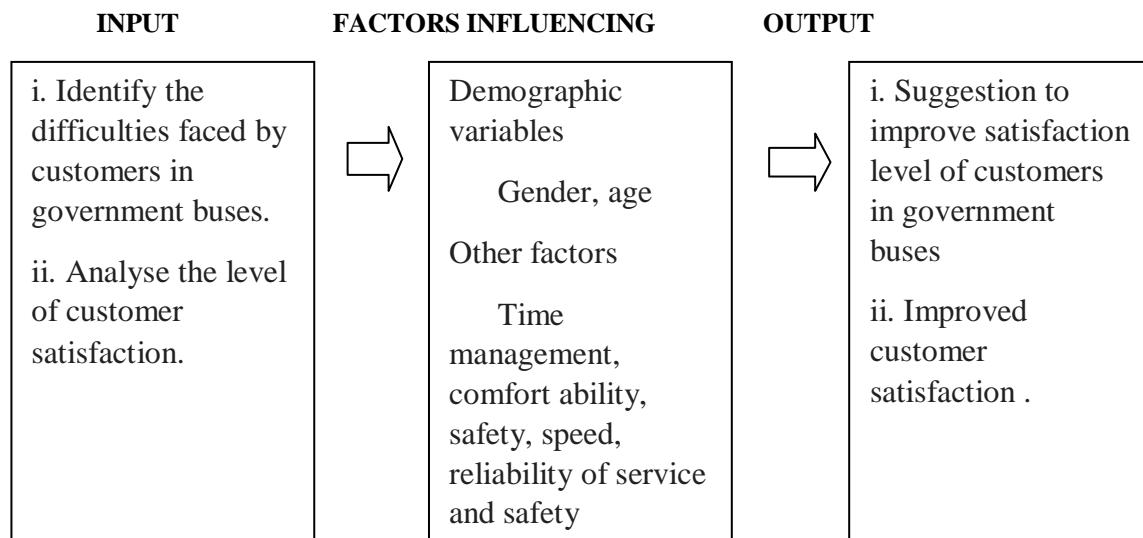 INPUT
FACTORS INFLUENCING
OUTPUT
i. Identify the
difficulties faced by
customers in
government buses.
ii. Analyse the level
of customer
satisfaction.
Demographic
variables
Gender, age
Other factors
Time
management,
comfort ability,
safety, speed,
reliability of service
and safety
i. Suggestion to
improve satisfaction
level of customers
in government
buses
ii. Improved
customer
satisfaction .